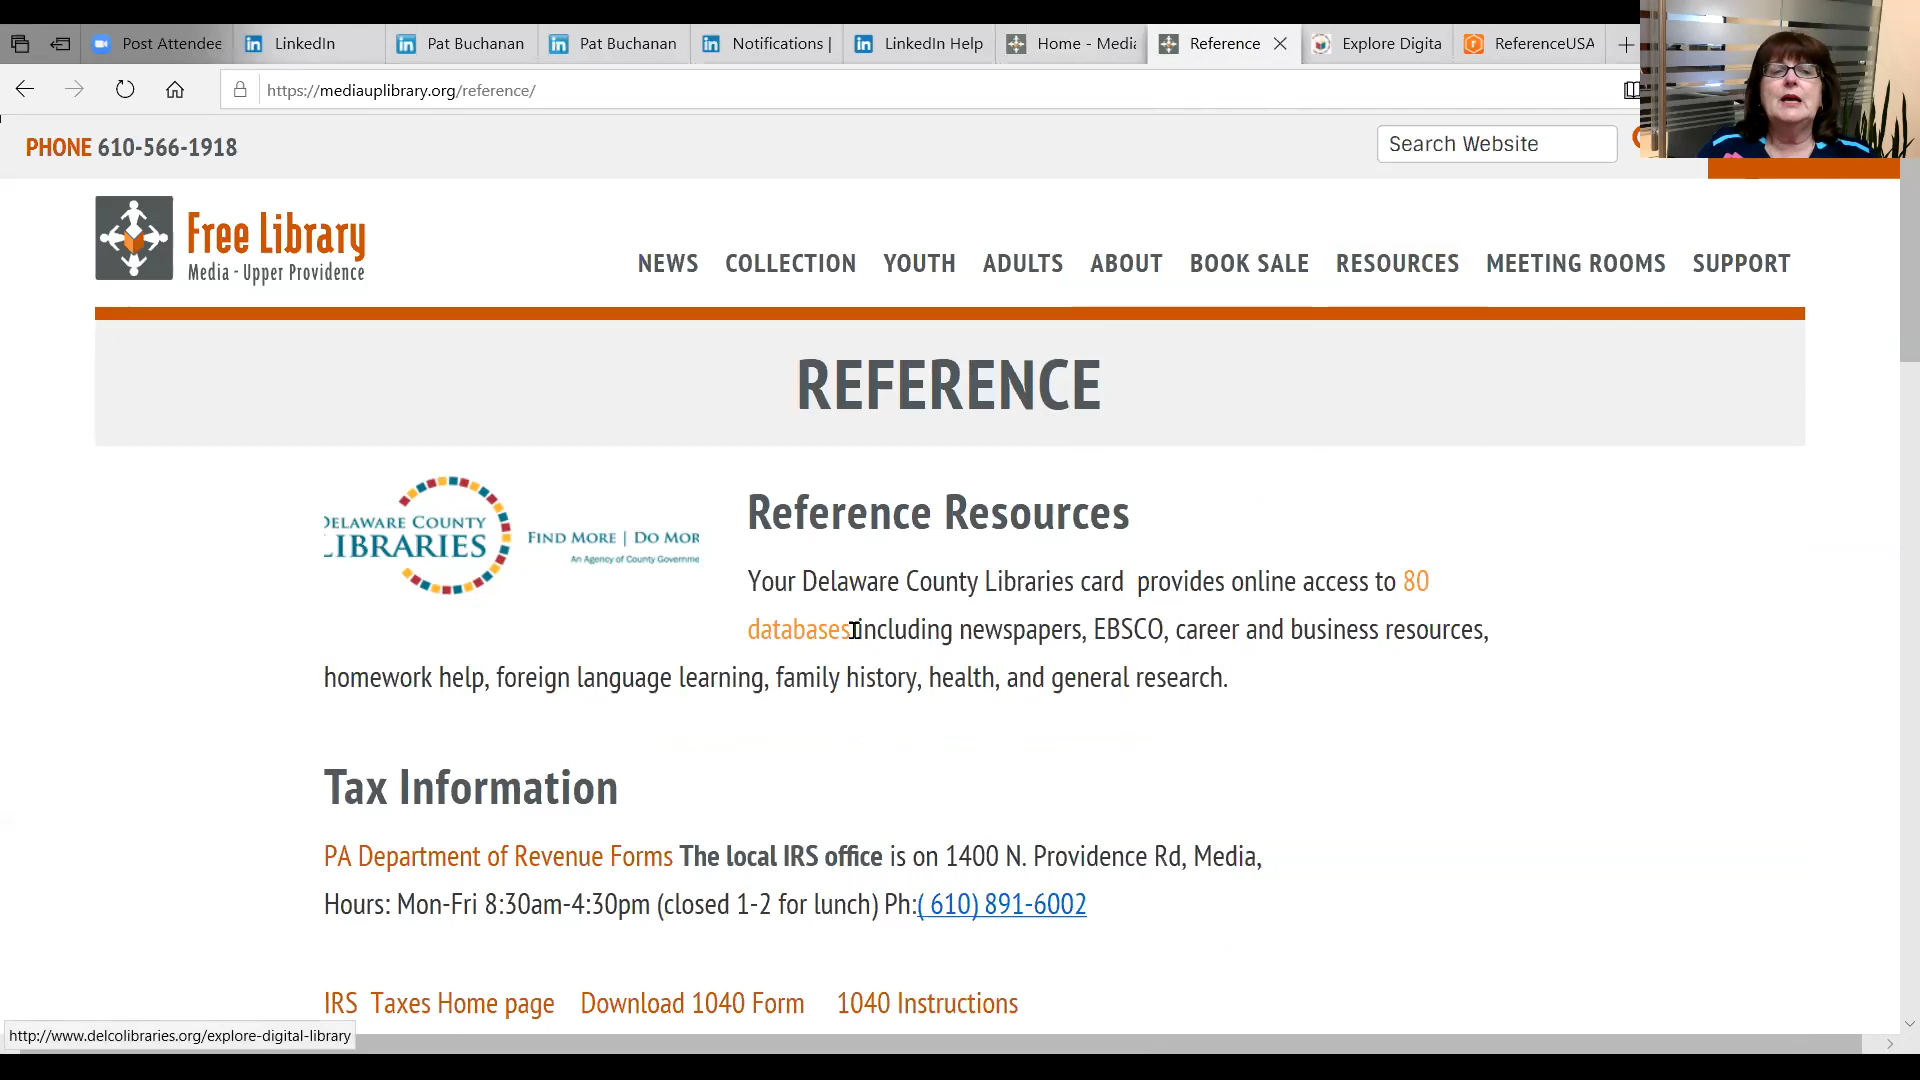 Post Attendee
LinkedIn
Pat Buchanan
Pat Buchanan
Notifications |
LinkedIn Help
Home - Media
Reference
Explore Digita
ReferenceUSA
https://mediauplibrary.org/reference/
PHONE 610-566-1918
Search Website
Free Library
Media - Upper Providence
NEWS COLLECTION YOUTH ADULTS ABOUT BOOK SALE RESOURCES MEETING ROOMS SUPPORT
REFERENCE
DELAWARE COUNTY
LIBRARIES
FIND MORE | DO MOR
An Agency of County Governme
Reference Resources
Your Delaware County Libraries card provides online access to 80
databases including newspapers, EBSCO, career and business resources,
homework help, foreign language learning, family history, health, and general research.
Tax Information
PA Department of Revenue Forms The local IRS office is on 1400 N. Providence Rd, Media,
Hours: Mon-Fri 8:30am-4:30pm (closed 1-2 for lunch) Ph:( 610) 891-6002
IRS Taxes Home page Download 1040 Form 1040 Instructions
http://www.delcolibraries.org/explore-digital-library